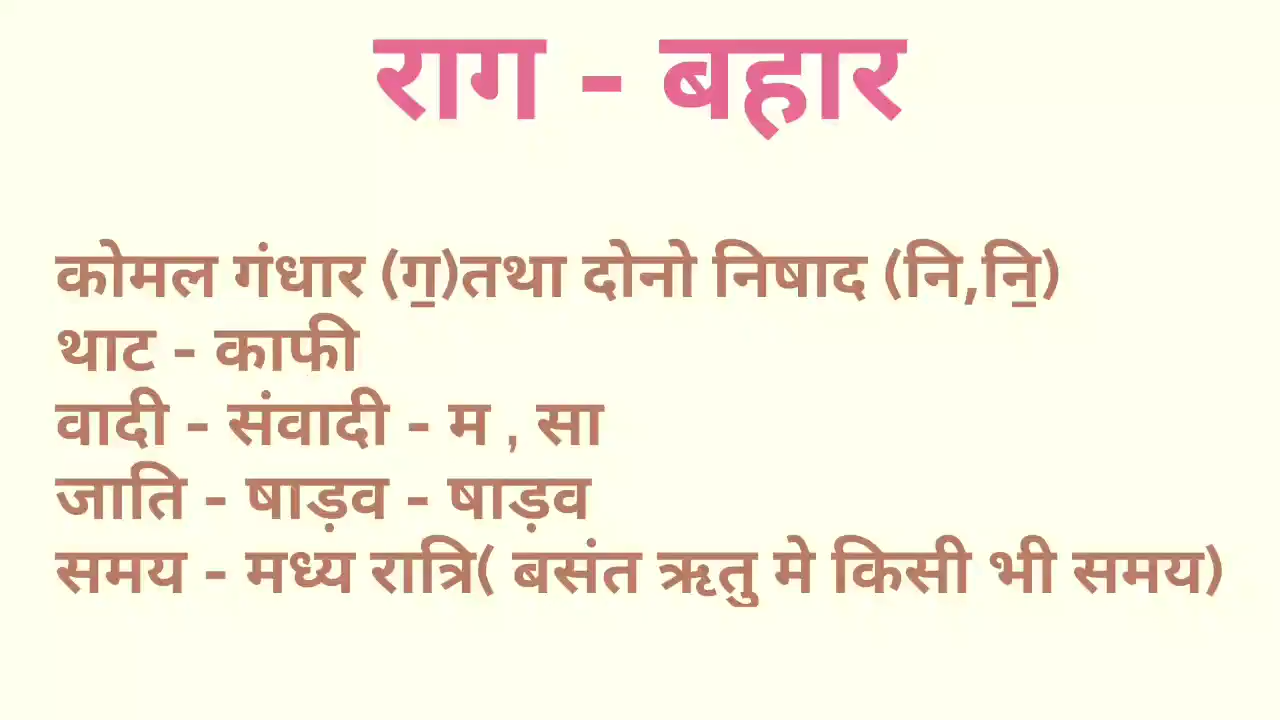 राग - बहार
कोमल गंधार (ग॒)तथा दोनो निषाद (नि,नि॒)
थाट - काफी
वादी - संवादी - म , सा
जाति - षाड़व - षाड़व
समय - मध्य रात्रि( बसंत ऋतु मे किसी भी समय)